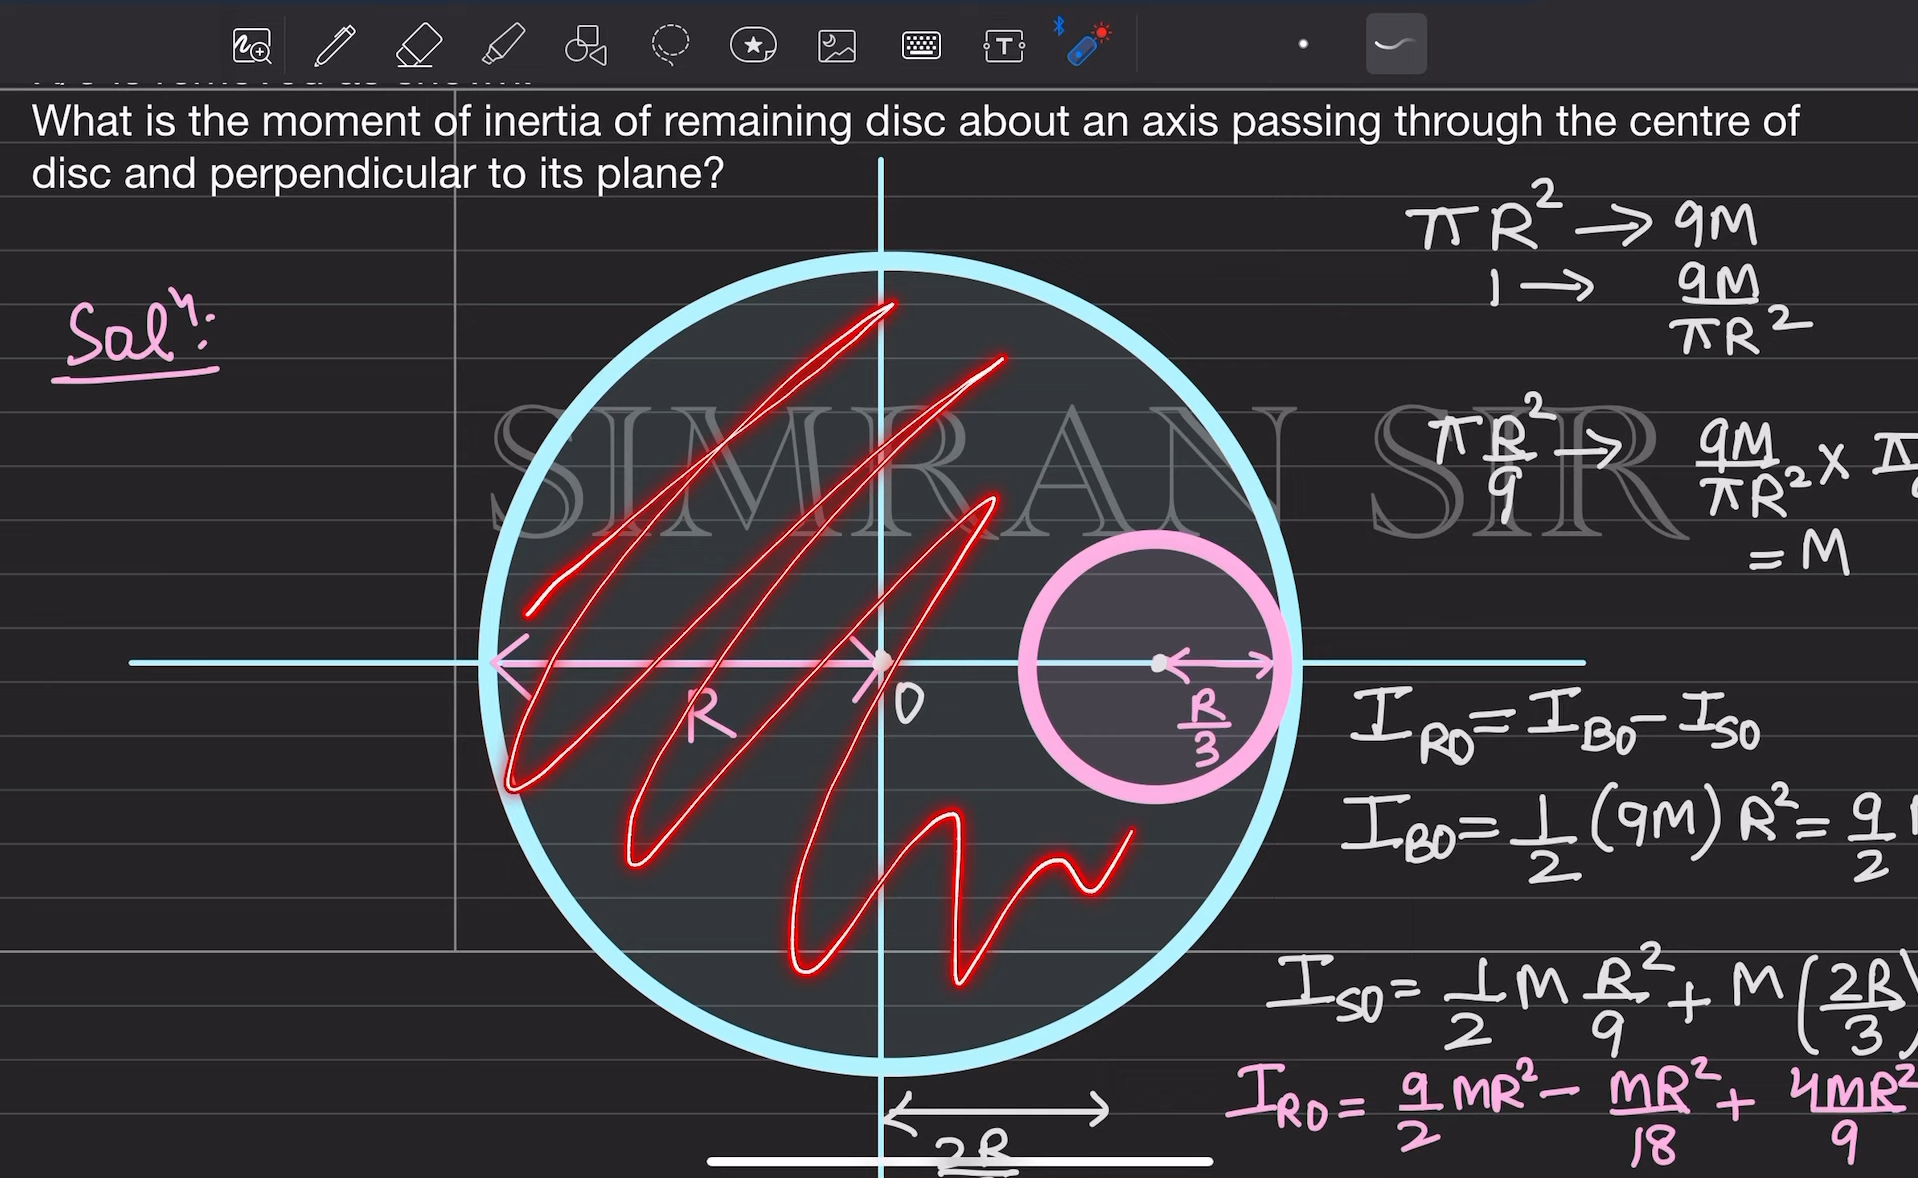 What is the moment of inertia of remaining disc about an axis passing through the centre of
disc and perpendicular to its plane?
Solⁿ:
πR² → 9M
1 → 9M/πR²
πR²/9 → 9M/πR² × π
= M
SIMRAN SIR
R
O
R/3
I_RO = I_BO − I_SO
I_BO = 1/2 (9M) R² = 9/2
I_SO = 1/2 M R²/9 + M (2R/3)
I_RO = 9/2 MR² − MR²/18 + 4MR²/9
2R